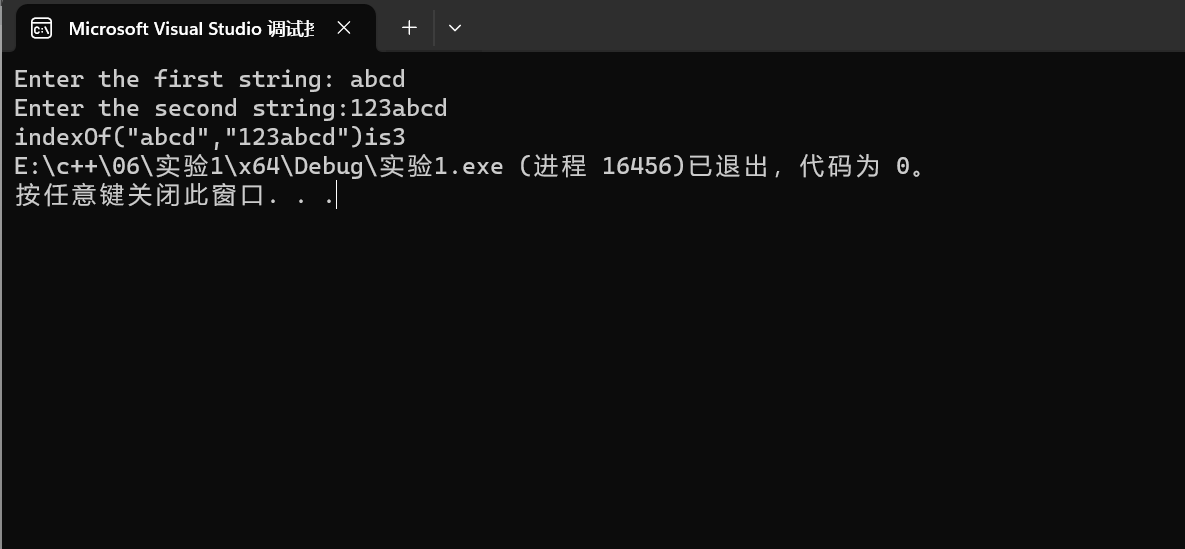 Microsoft Visual Studio 调试
Enter the first string: abcd
Enter the second string:123abcd
indexOf("abcd","123abcd")is3
E:\c++\06\实验1\x64\Debug\实验1.exe (进程 16456)已退出，代码为 0。
按任意键关闭此窗口. . .